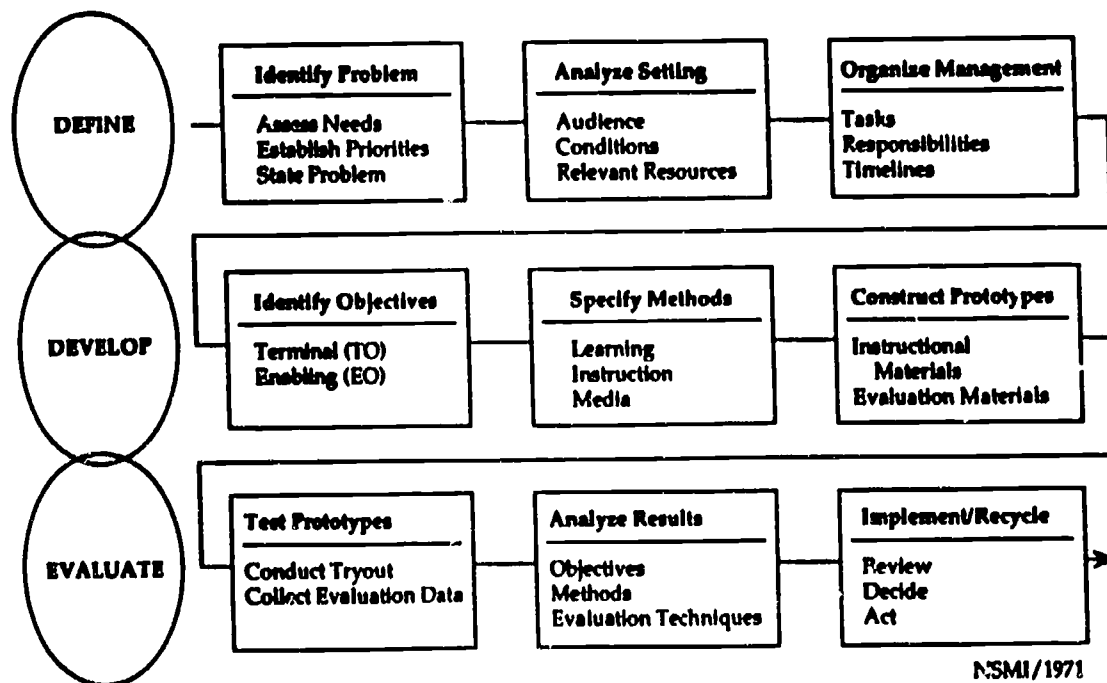 DEFINE
Identify Problem
Assess Needs
Establish Priorities
State Problem
Analyze Setting
Audience
Conditions
Relevant Resources
Organize Management
Tasks
Responsibilities
Timelines
DEVELOP
Identify Objectives
Terminal (TO)
Enabling (EO)
Specify Methods
Learning
Instruction
Media
Construct Prototypes
Instructional
Materials
Evaluation Materials
EVALUATE
Test Prototypes
Conduct Tryout
Collect Evaluation Data
Analyze Results
Objectives
Methods
Evaluation Techniques
Implement/Recycle
Review
Decide
Act
NSMI/1971